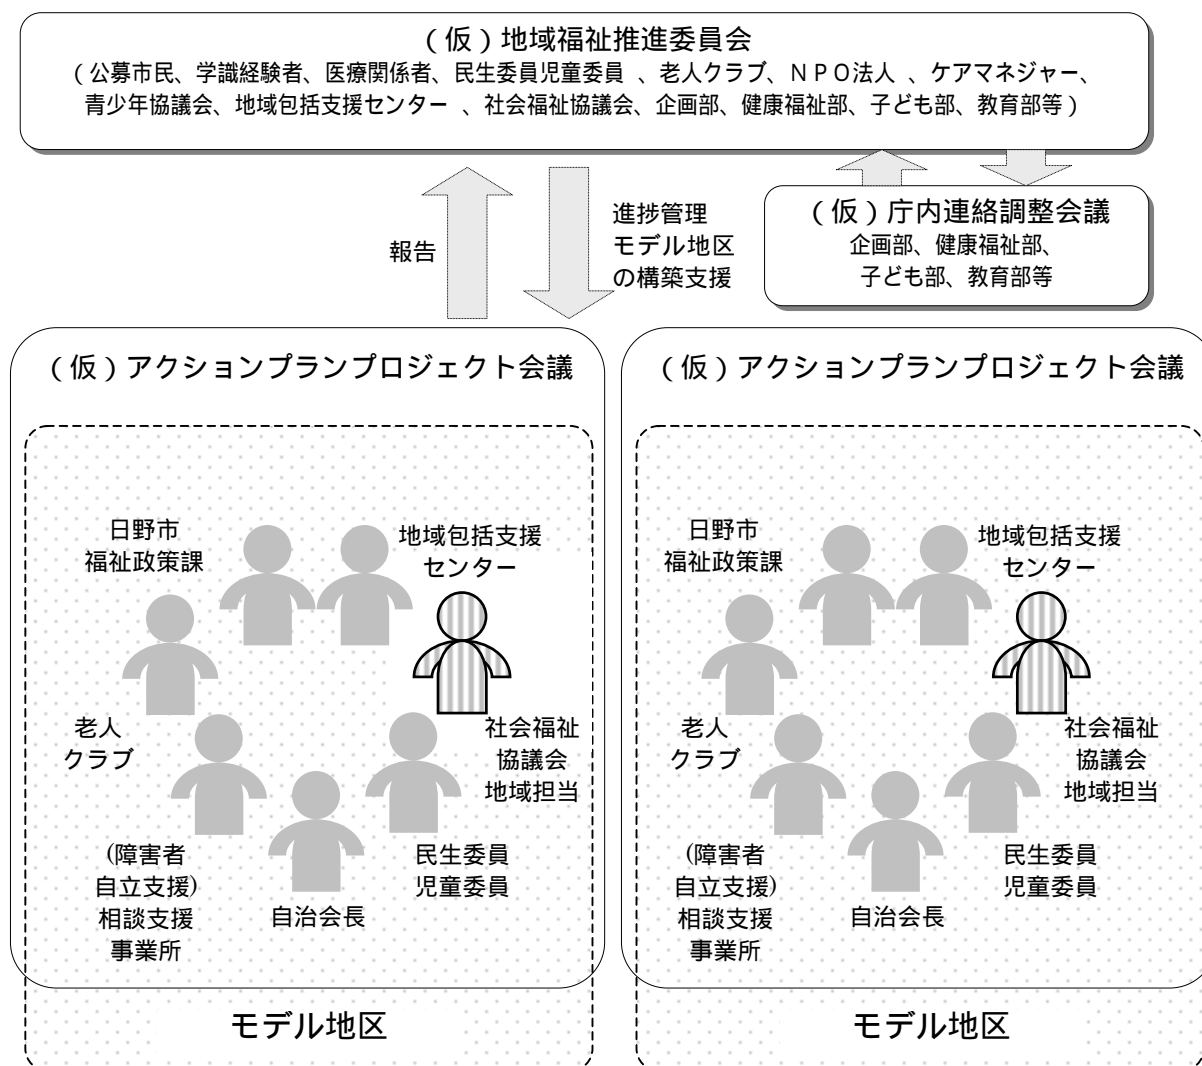 （仮）地域福祉推進委員会
（公募市民、学識経験者、医療関係者、民生委員児童委員 、老人クラブ、ＮＰＯ法人 、ケアマネジャー、
青少年協議会、地域包括支援センター 、社会福祉協議会、企画部、健康福祉部、子ども部、教育部等）
報告
進捗管理
モデル地区
の構築支援
（仮）庁内連絡調整会議
企画部、健康福祉部、
子ども部、教育部等
（仮）アクションプランプロジェクト会議
日野市
福祉政策課
地域包括支援
センター
老人
クラブ
社会福祉
協議会
地域担当
(障害者
自立支援)
相談支援
事業所
自治会長
民生委員
児童委員
モデル地区
（仮）アクションプランプロジェクト会議
日野市
福祉政策課
地域包括支援
センター
老人
クラブ
社会福祉
協議会
地域担当
(障害者
自立支援)
相談支援
事業所
自治会長
民生委員
児童委員
モデル地区